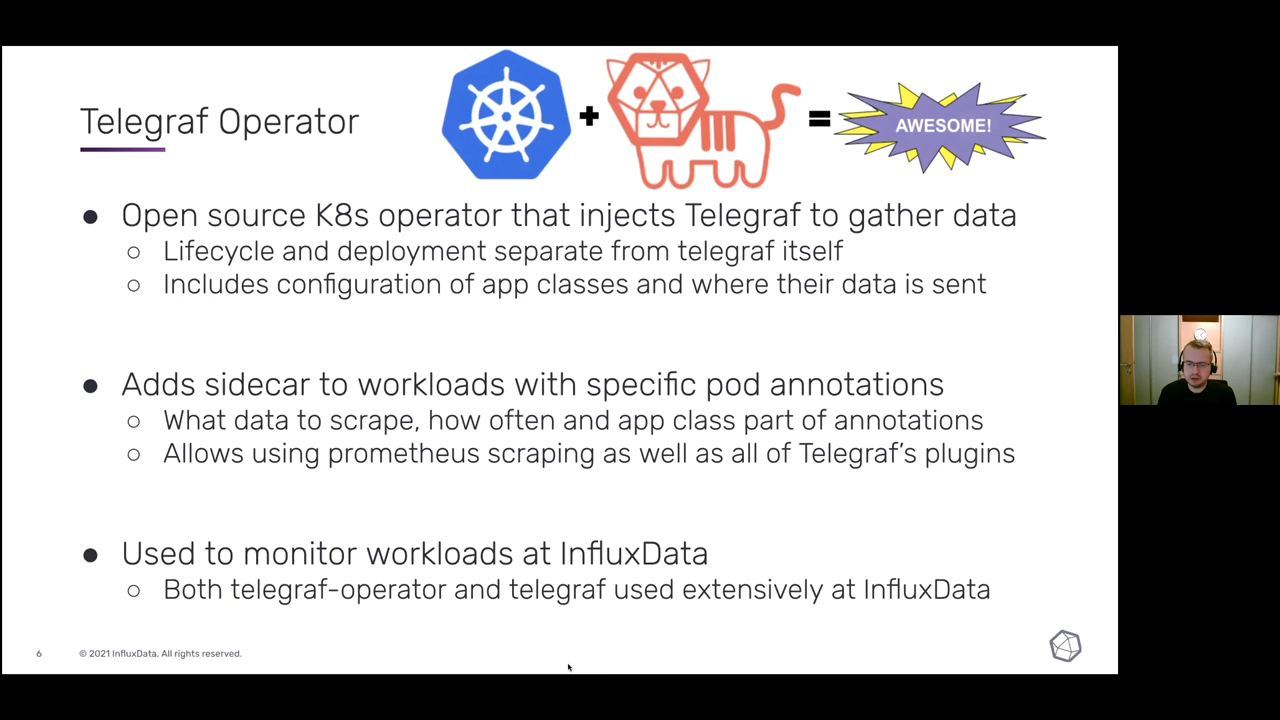 Telegraf Operator
+
=
AWESOME!
● Open source K8s operator that injects Telegraf to gather data
○ Lifecycle and deployment separate from telegraf itself
○ Includes configuration of app classes and where their data is sent
● Adds sidecar to workloads with specific pod annotations
○ What data to scrape, how often and app class part of annotations
○ Allows using prometheus scraping as well as all of Telegraf’s plugins
● Used to monitor workloads at InfluxData
○ Both telegraf-operator and telegraf used extensively at InfluxData
6
© 2021 InfluxData. All rights reserved.